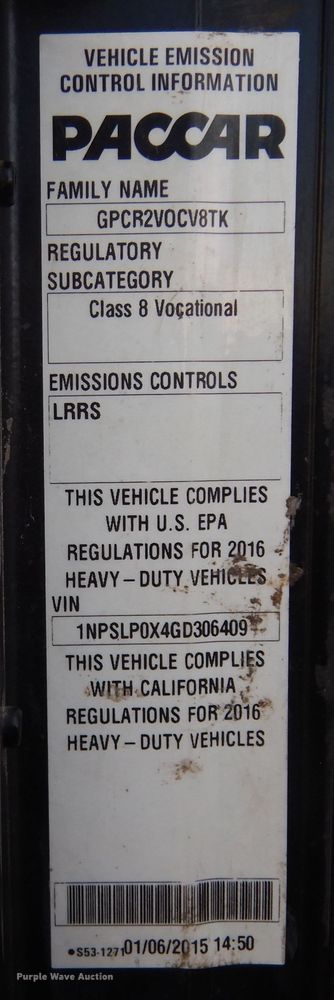 VEHICLE EMISSION
CONTROL INFORMATION
PACCAR
FAMILY NAME
GPCR2VOCV8TK
REGULATORY
SUBCATEGORY
Class 8 Vocational
EMISSIONS CONTROLS
LRRS
THIS VEHICLE COMPLIES
WITH U.S. EPA
REGULATIONS FOR 2016
HEAVY-DUTY VEHICLES
VIN
1NPSLP0X4GD306409
THIS VEHICLE COMPLIES
WITH CALIFORNIA
REGULATIONS FOR 2016
HEAVY-DUTY VEHICLES
●S53-1271 01/06/2015 14:50
Purple Wave Auction